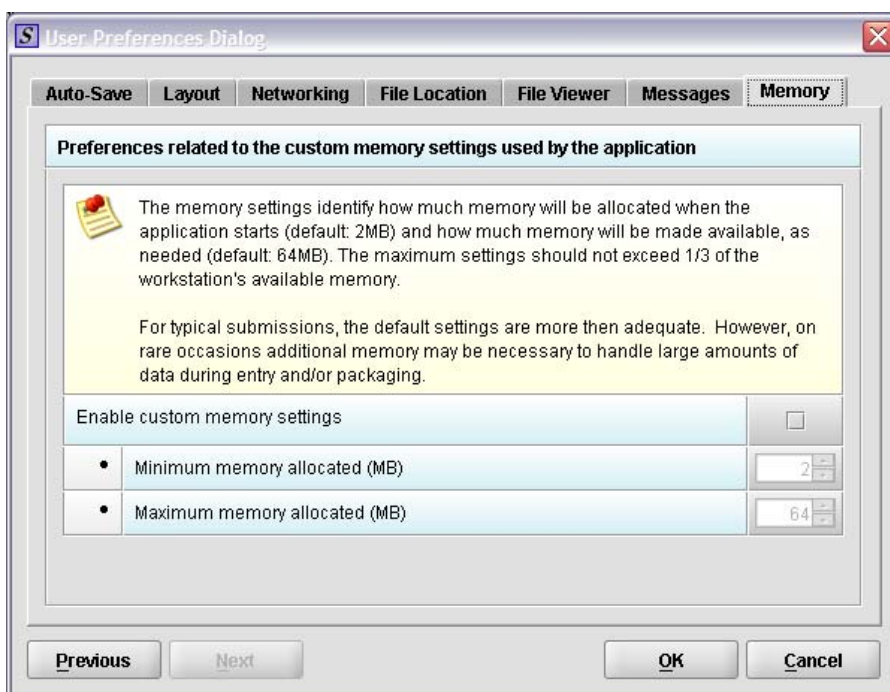 S User Preferences Dialog
Auto-Save Layout Networking File Location File Viewer Messages Memory
Preferences related to the custom memory settings used by the application
The memory settings identify how much memory will be allocated when the
application starts (default: 2MB) and how much memory will be made available, as
needed (default: 64MB). The maximum settings should not exceed 1/3 of the
workstation's available memory.
For typical submissions, the default settings are more then adequate. However, on
rare occasions additional memory may be necessary to handle large amounts of
data during entry and/or packaging.
Enable custom memory settings
• Minimum memory allocated (MB) 2
• Maximum memory allocated (MB) 64
Previous Next OK Cancel